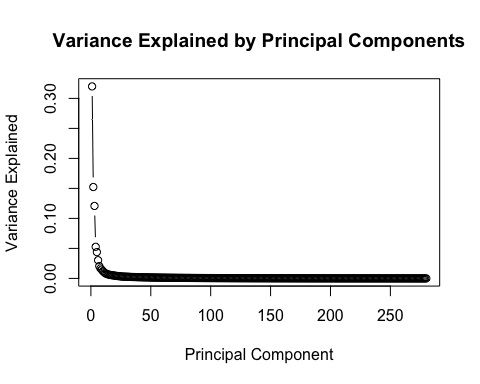 Variance Explained by Principal Components
Variance Explained
0.30
0.20
0.10
0.00
0 50 100 150 200 250
Principal Component